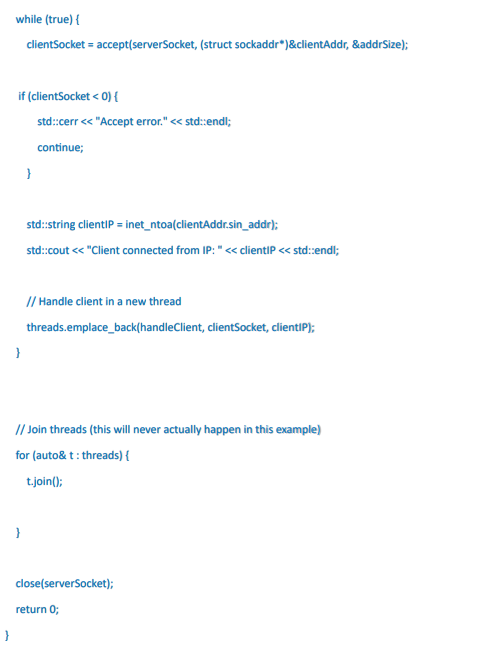 while (true) {
clientSocket = accept(serverSocket, (struct sockaddr*)&clientAddr, &addrSize);
if (clientSocket < 0) {
std::cerr << "Accept error." << std::endl;
continue;
}
std::string clientIP = inet_ntoa(clientAddr.sin_addr);
std::cout << "Client connected from IP: " << clientIP << std::endl;
// Handle client in a new thread
threads.emplace_back(handleClient, clientSocket, clientIP);
}
// Join threads (this will never actually happen in this example)
for (auto& t : threads) {
t.join();
}
close(serverSocket);
return 0;
}